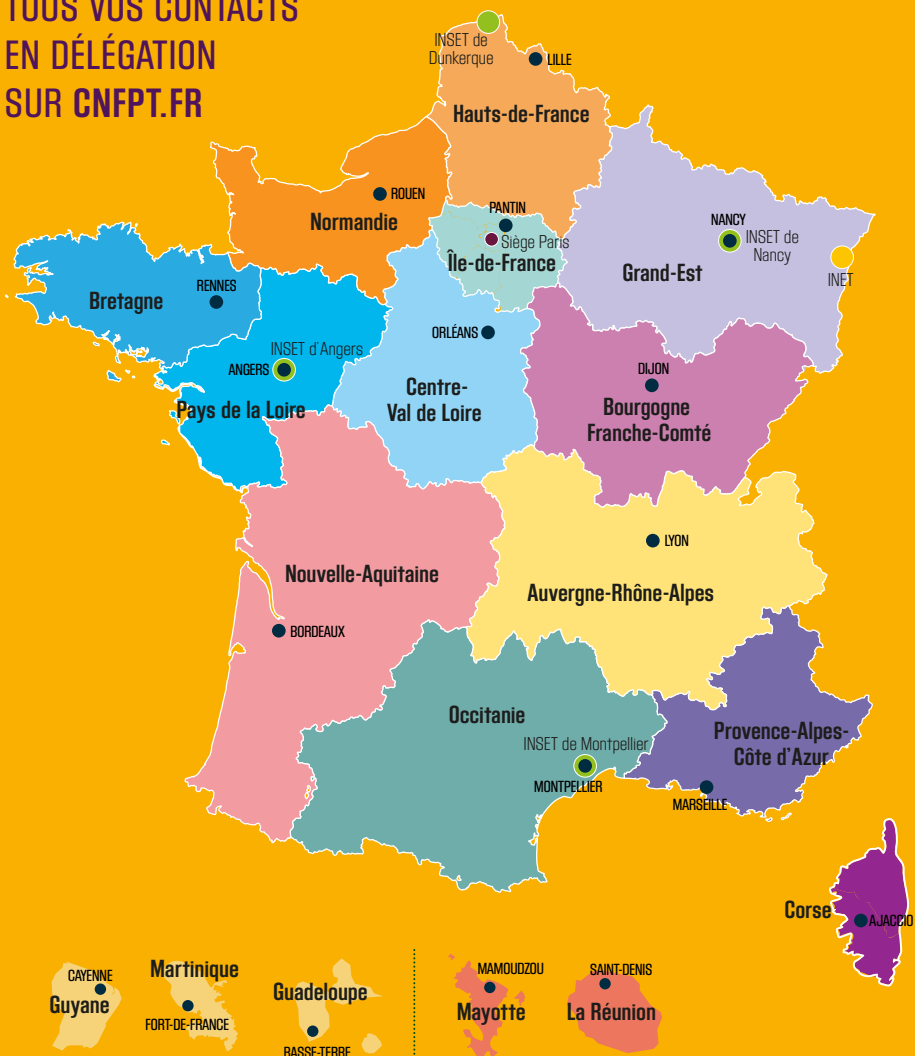 TOUS VOS CONTACTS
EN DÉLÉGATION
SUR CNFPT.FR
INSET de
Dunkerque
LILLE
Hauts-de-France
ROUEN
Normandie
PANTIN
Siège Paris
Île-de-France
NANCY
INSET de
Nancy
Grand-Est
INET
RENNES
Bretagne
ORLÉANS
INSET d'Angers
ANGERS
Pays de la Loire
Centre-
Val de Loire
DIJON
Bourgogne
Franche-Comté
LYON
Nouvelle-Aquitaine
Auvergne-Rhône-Alpes
BORDEAUX
Occitanie
INSET de Montpellier
MONTPELLIER
Provence-Alpes-
Côte d'Azur
MARSEILLE
Corse
AJACCIO
CAYENNE
Guyane
Martinique
FORT-DE-FRANCE
Guadeloupe
BASSE-TERRE
MAMOUDZOU
Mayotte
SAINT-DENIS
La Réunion